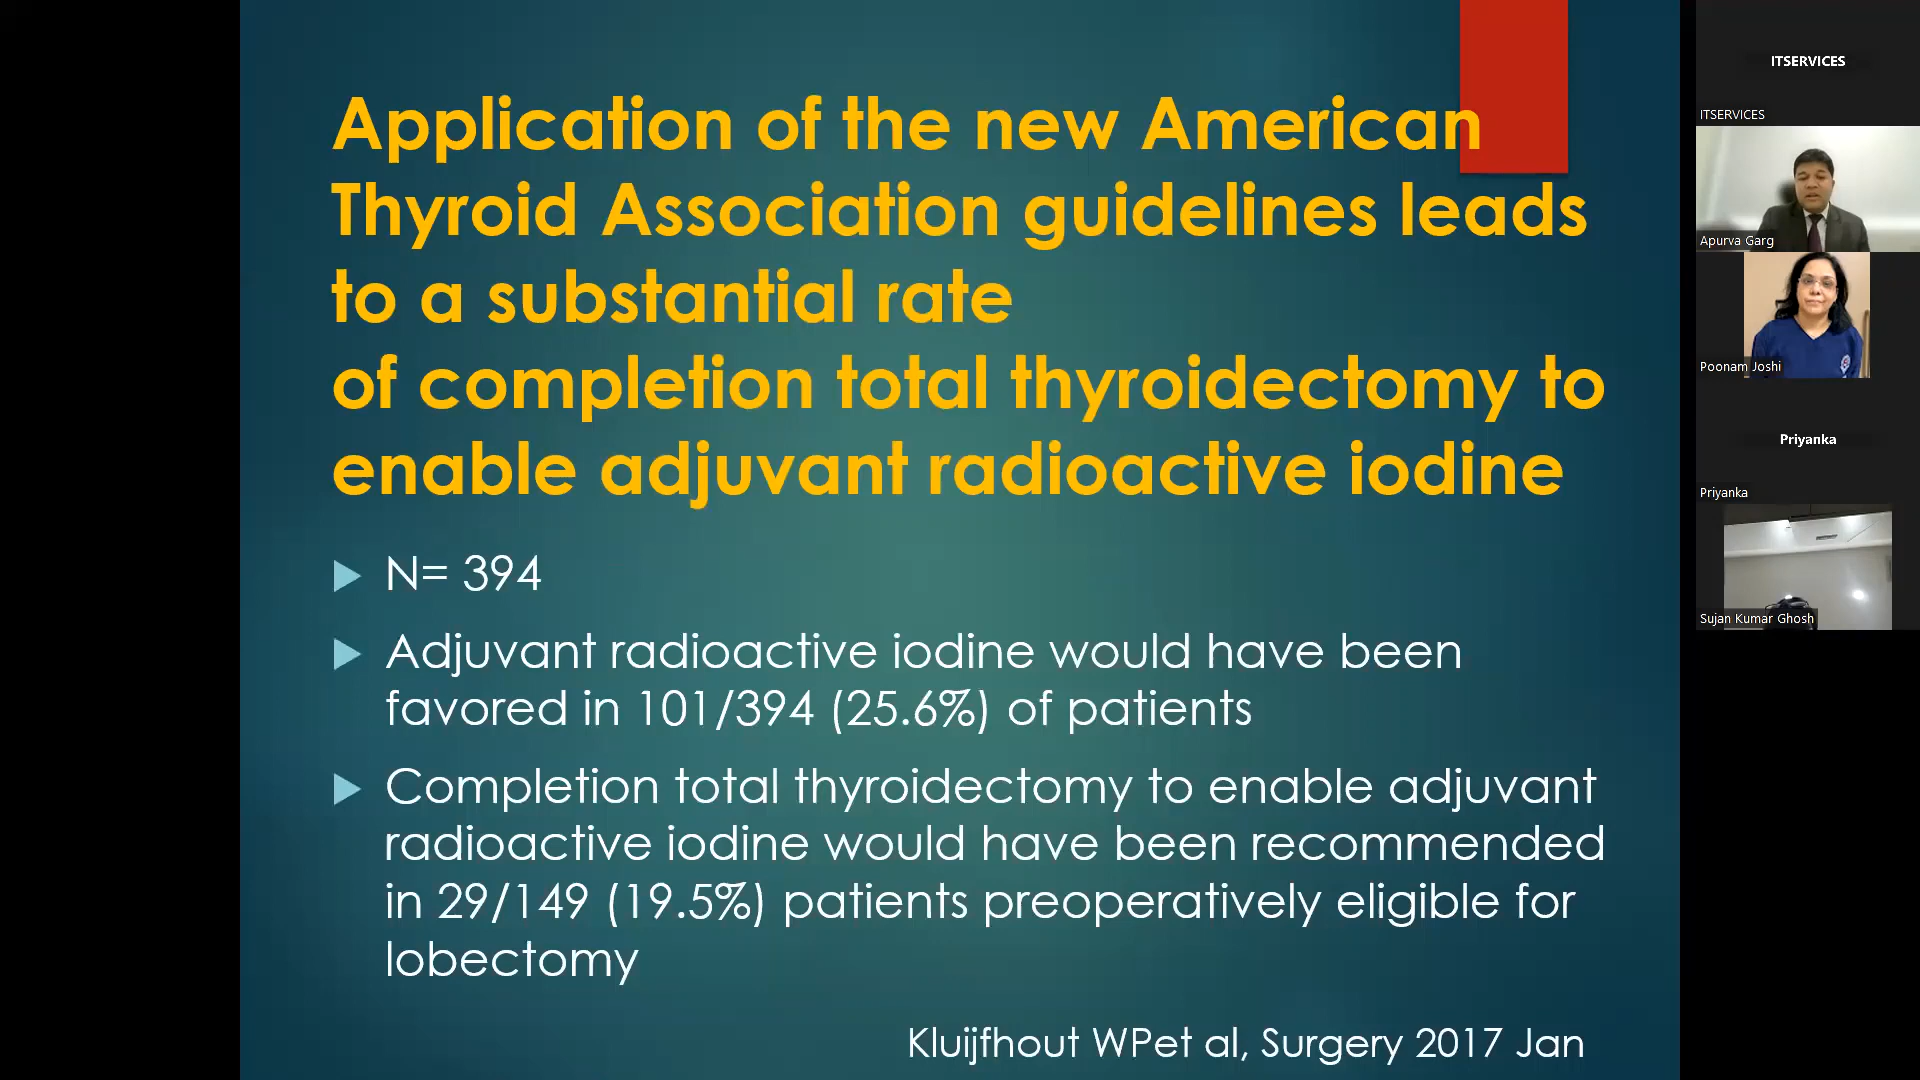 Application of the new American
Thyroid Association guidelines leads
to a substantial rate
of completion total thyroidectomy to
enable adjuvant radioactive iodine
N= 394
Adjuvant radioactive iodine would have been
favored in 101/394 (25.6%) of patients
Completion total thyroidectomy to enable adjuvant
radioactive iodine would have been recommended
in 29/149 (19.5%) patients preoperatively eligible for
lobectomy
Kluijfhout WPet al, Surgery 2017 Jan
ITSERVICES
ITSERVICES
Apurva Garg
Poonam Joshi
Priyanka
Priyanka
Sujan Kumar Ghosh